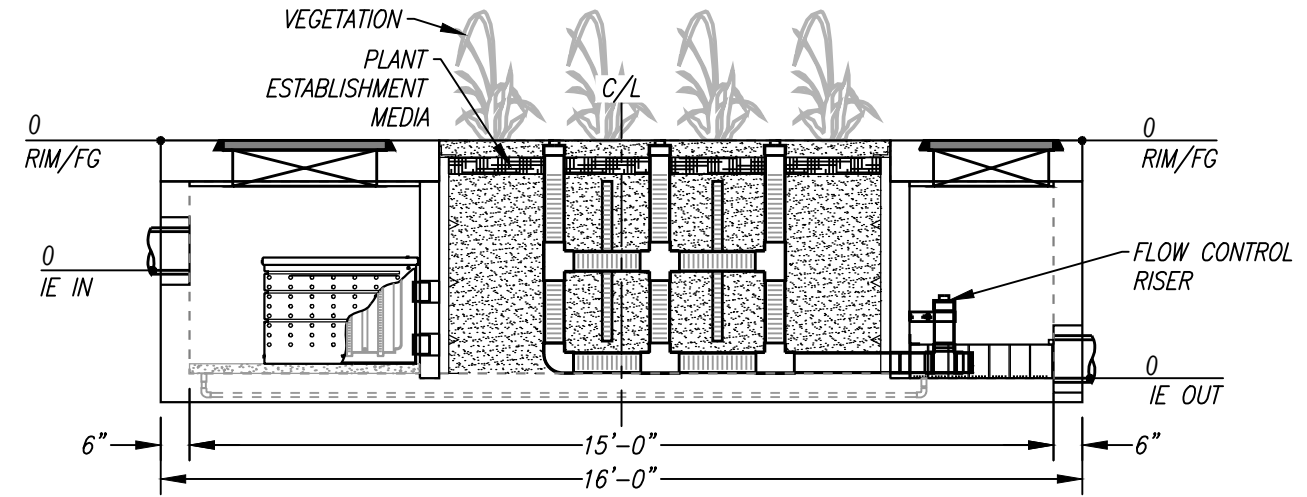 VEGETATION
PLANT
ESTABLISHMENT
MEDIA
C/L
0
RIM/FG
0
RIM/FG
0
IE IN
FLOW CONTROL
RISER
0
IE OUT
6"
15'-0"
6"
16'-0"